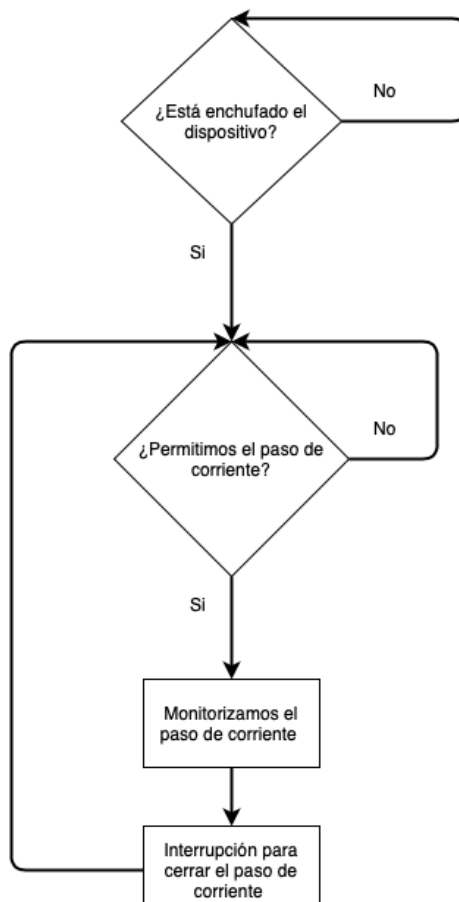 ¿Está enchufado el
dispositivo?
No
Si
¿Permitimos el paso de
corriente?
No
Si
Monitorizamos el
paso de corriente
Interrupción para
cerrar el paso de
corriente